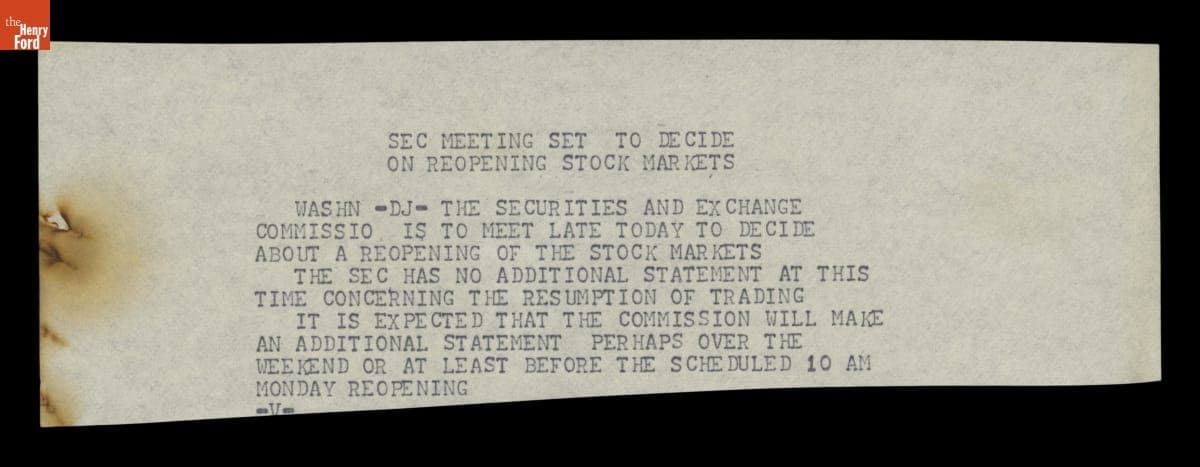 the
Henry
Ford
SEC MEETING SET TO DECIDE
ON REOPENING STOCK MARKETS
WASHN -DJ- THE SECURITIES AND EXCHANGE
COMMISSIO IS TO MEET LATE TODAY TO DECIDE
ABOUT A REOPENING OF THE STOCK MARKETS
THE SEC HAS NO ADDITIONAL STATEMENT AT THIS
TIME CONCERNING THE RESUMPTION OF TRADING
IT IS EXPECTED THAT THE COMMISSION WILL MAKE
AN ADDITIONAL STATEMENT PERHAPS OVER THE
WEEKEND OR AT LEAST BEFORE THE SCHEDULED 10 AM
MONDAY REOPENING
-V-